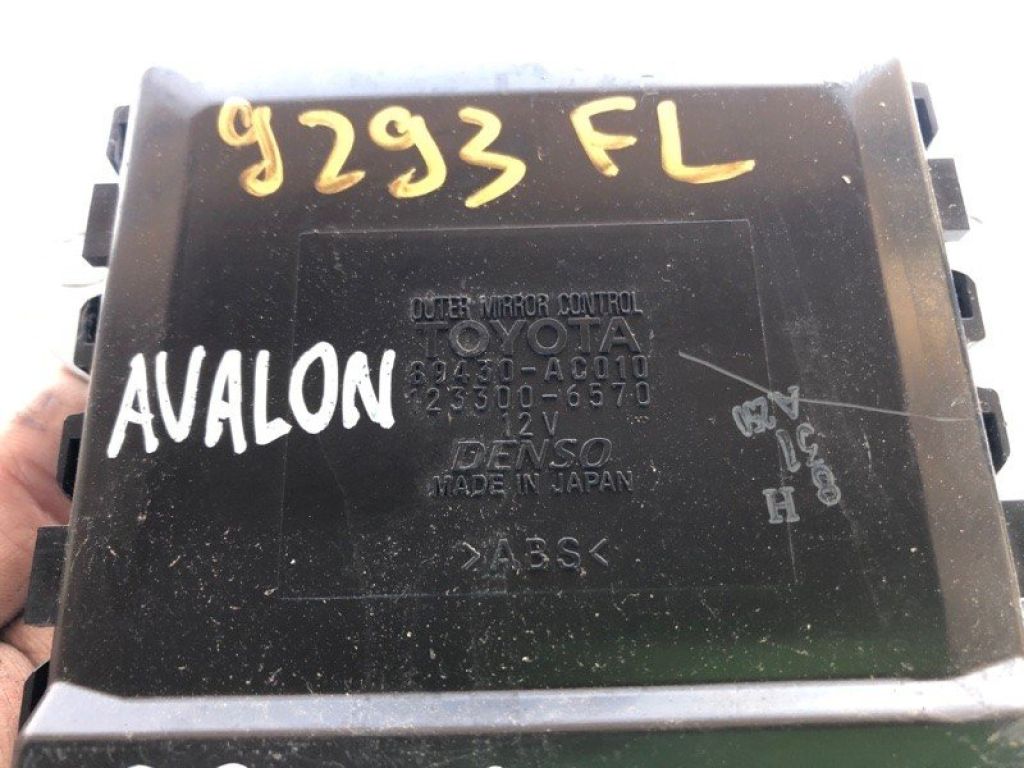 9293 FL
OUTER MIRROR CONTROL
TOYOTA
89430-AC010
AVALON
123300-6570
12V
DENSO
MADE IN JAPAN
>ABS<
H